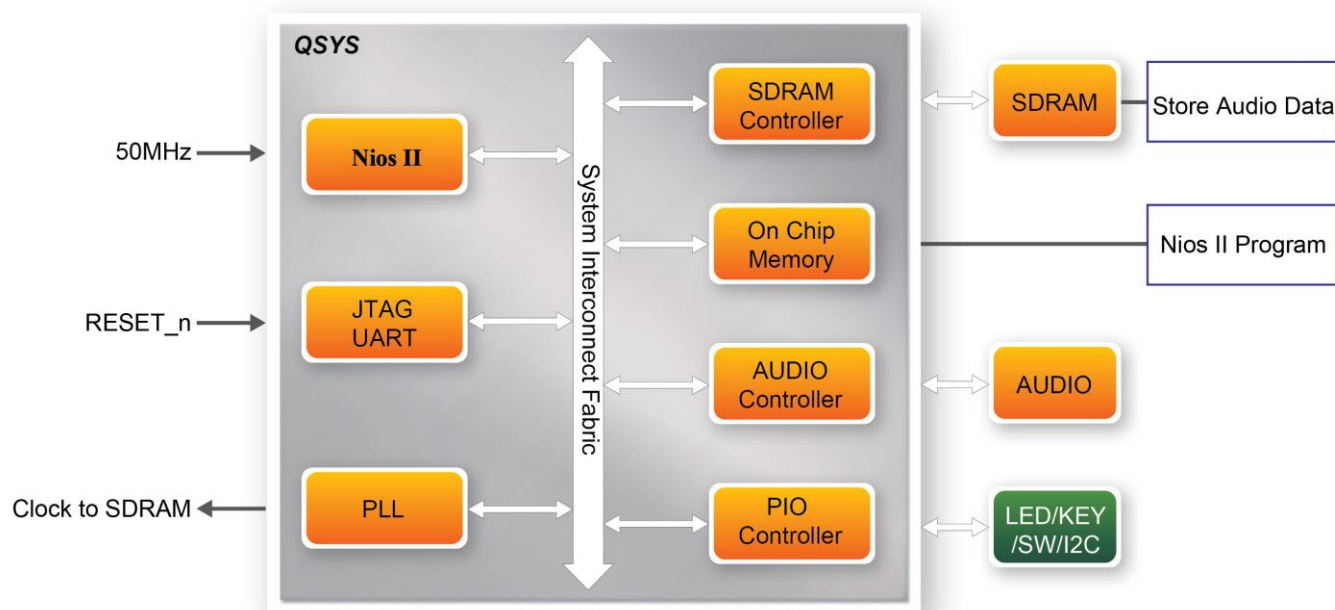 QSYS
50MHz
Nios II
JTAG
UART
RESET_n
PLL
Clock to SDRAM
System Interconnect Fabric
SDRAM
Controller
On Chip
Memory
AUDIO
Controller
PIO
Controller
SDRAM
Store Audio Data
Nios II Program
AUDIO
LED/KEY
/SW/I2C